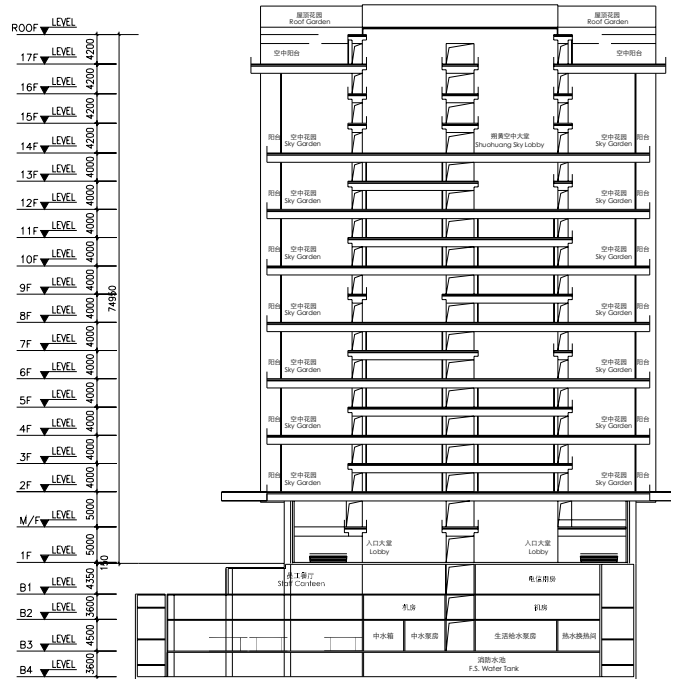 屋顶花园
Roof Garden
屋顶花园
Roof Garden
ROOF LEVEL
4200
空中阳台
空中阳台
17F LEVEL
4200
16F LEVEL
4200
15F LEVEL
4200
阳台
空中花园
Sky Garden
朔黄空中大堂
Shuohuang Sky Lobby
空中花园
Sky Garden
阳台
14F LEVEL
4000
13F LEVEL
4000
阳台
空中花园
Sky Garden
空中花园
Sky Garden
阳台
12F LEVEL
4000
11F LEVEL
4000
阳台
空中花园
Sky Garden
空中花园
Sky Garden
阳台
10F LEVEL
4000
9F LEVEL
4000
74950
阳台
空中花园
Sky Garden
空中花园
Sky Garden
阳台
8F LEVEL
4000
7F LEVEL
4000
阳台
空中花园
Sky Garden
空中花园
Sky Garden
阳台
6F LEVEL
4000
5F LEVEL
4000
阳台
空中花园
Sky Garden
空中花园
Sky Garden
阳台
4F LEVEL
4000
3F LEVEL
4000
阳台
空中花园
Sky Garden
空中花园
Sky Garden
阳台
2F LEVEL
5000
M/F LEVEL
5000
入口大堂
Lobby
入口大堂
Lobby
1F LEVEL
150
4350
员工餐厅
Staff Canteen
电信用房
B1 LEVEL
3600
机房
机房
B2 LEVEL
4500
中水箱
中水泵房
生活给水泵房
热水换热间
B3 LEVEL
3600
消防水池
F.S. Water Tank
B4 LEVEL